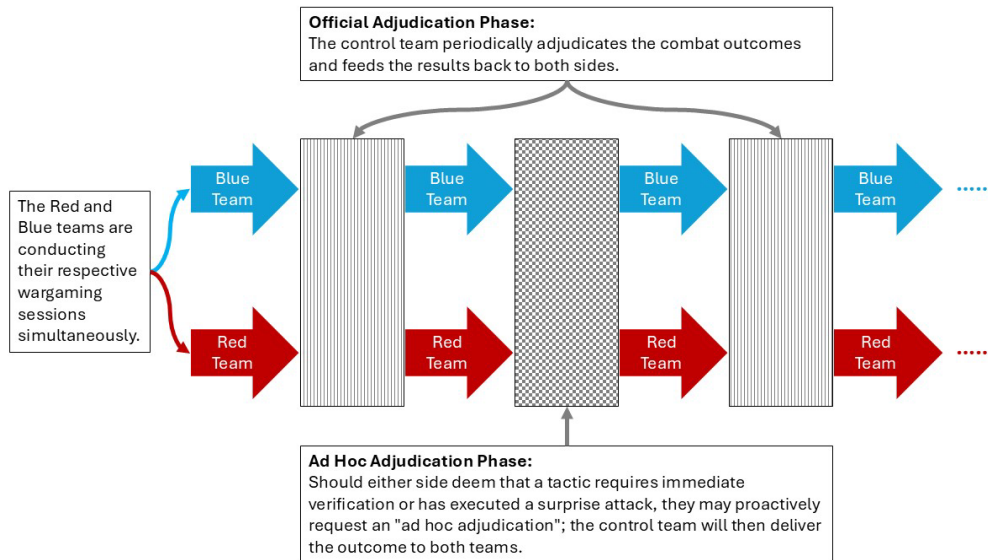 Official Adjudication Phase:
The control team periodically adjudicates the combat outcomes
and feeds the results back to both sides.
Blue
Team
Blue
Team
Blue
Team
Blue
Team
.....
The Red and
Blue teams are
conducting
their respective
wargaming
sessions
simultaneously.
Red
Team
Red
Team
Red
Team
Red
Team
.....
Ad Hoc Adjudication Phase:
Should either side deem that a tactic requires immediate
verification or has executed a surprise attack, they may proactively
request an "ad hoc adjudication"; the control team will then deliver
the outcome to both teams.